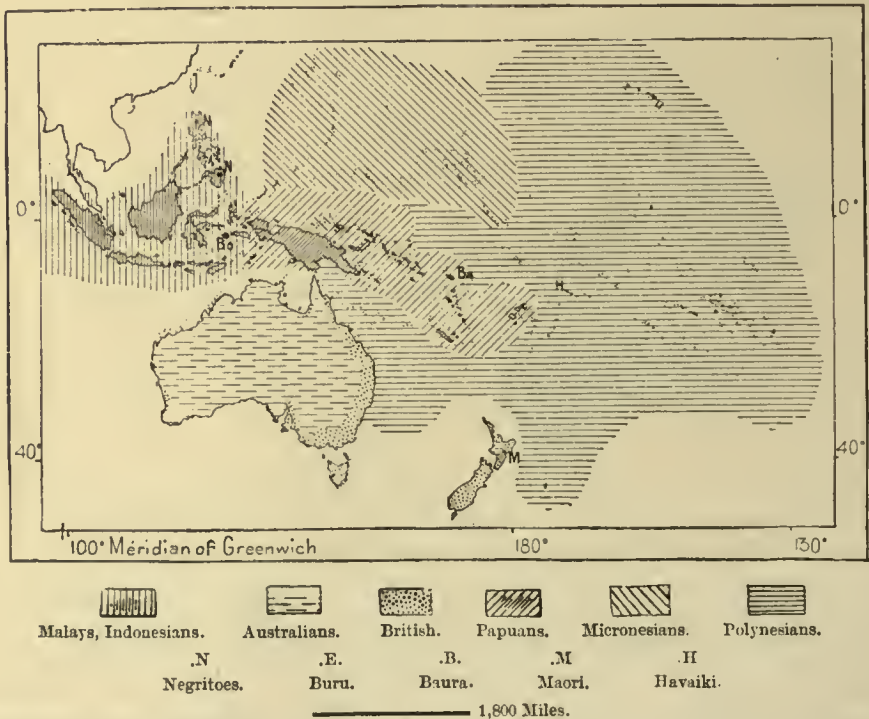 N
N
0°
0°
Bo
Ba
H
40°
M
40°
100° Méridian of Greenwich 180° 130°
Malays, Indonesians. Australians. British. Papuans. Micronesians. Polynesians.
.N .E. .B. .M .H
Negritoes. Buru. Baura. Maori. Havaiki.
1,800 Miles.